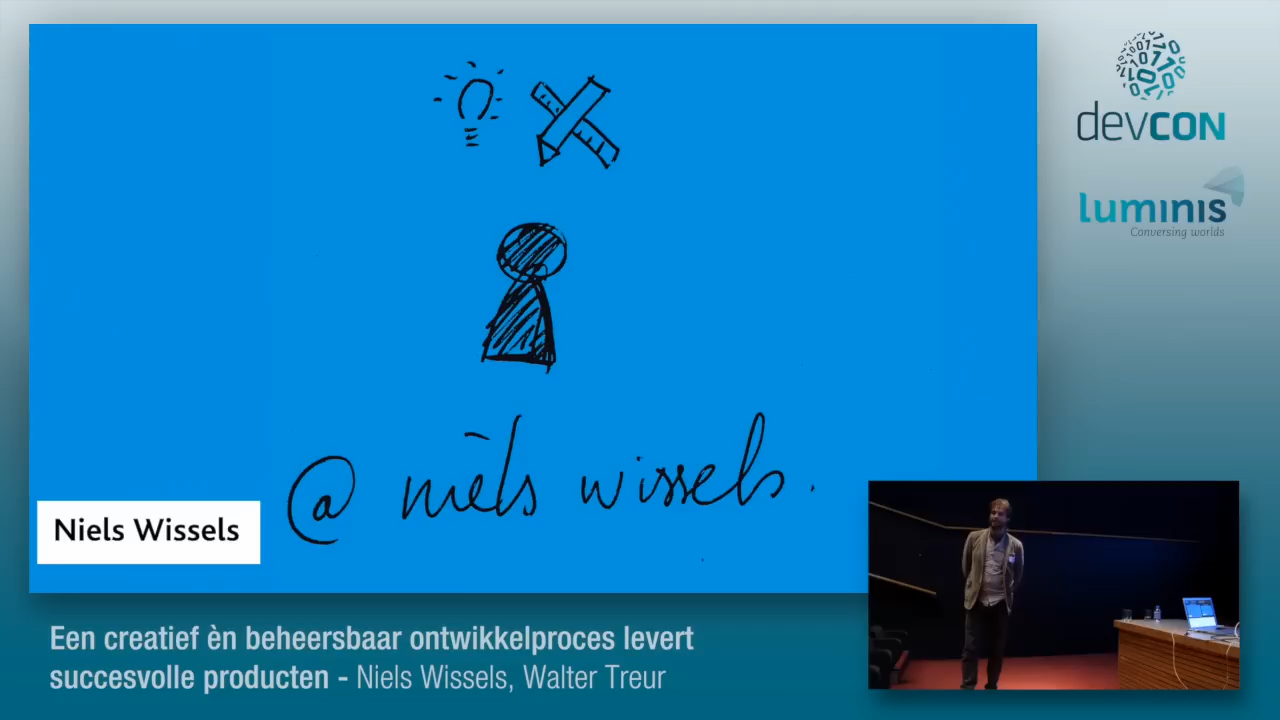 @ niels wissels.
Niels Wissels
Een creatief èn beheersbaar ontwikkelproces levert
succesvolle producten - Niels Wissels, Walter Treur
devcon
luminis
Conversing worlds